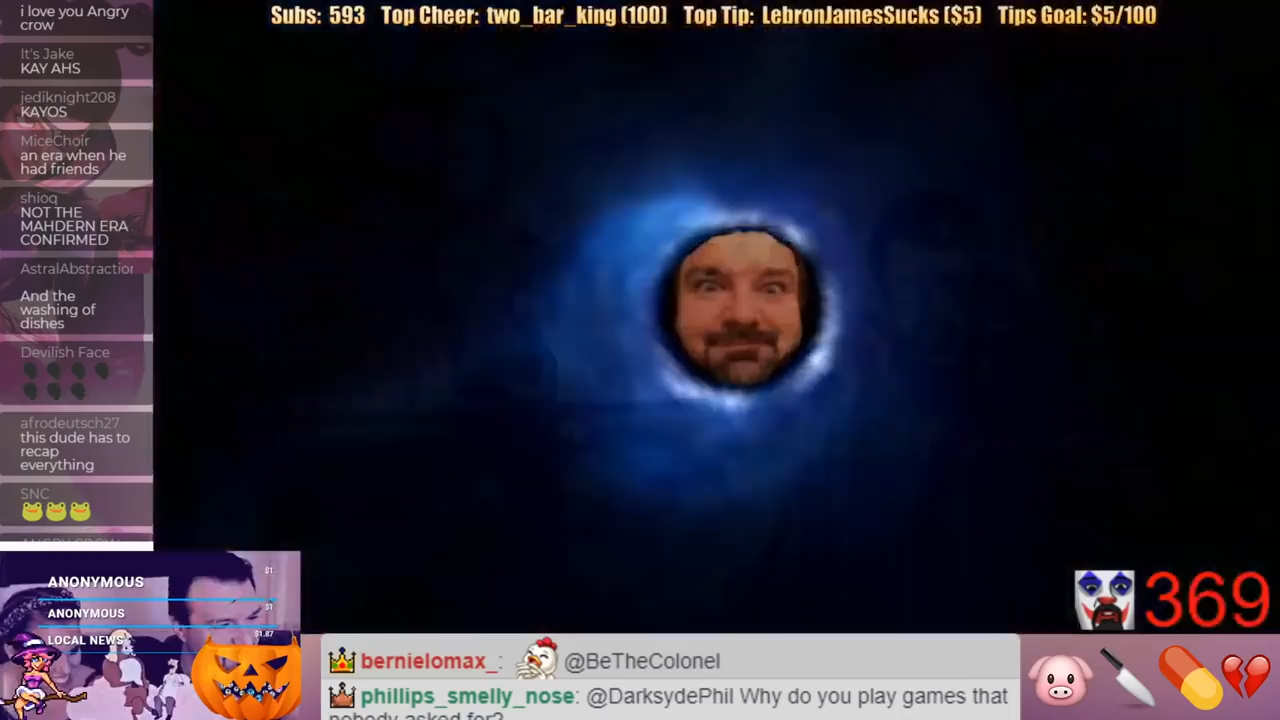 Subs: 593 Top Cheer: two_bar_king (100) Top Tip: LebronJamesSucks ($5) Tips Goal: $5/100
i love you Angry
crow
It's Jake
KAY AHS
jediknight208
KAYOS
MiceChoir
an era when he
had friends
shioq
NOT THE
MAHDERN ERA
CONFIRMED
AstralAbstraction
And the
washing of
dishes
Devilish Face
afrodeutsch27
this dude has to
recap
everything
SNC
ANONYMOUS $1
ANONYMOUS $1
LOCAL NEWS $1.87
369
bernielomax_: @BeTheColonel
phillips_smelly_nose: @DarksydePhil Why do you play games that
nobody asked for?